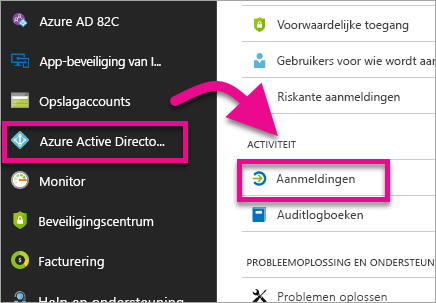 Azure AD 82C
App-beveiliging van I...
Opslagaccounts
Azure Active Directo...
Monitor
Beveiligingscentrum
Facturering
Help en ondersteuning
Voorwaardelijke toegang
Gebruikers voor wie wordt aan
Riskante aanmeldingen
ACTIVITEIT
Aanmeldingen
Auditlogboeken
PROBLEEMOPLOSSING EN ONDERSTEUN
Problemen oplossen